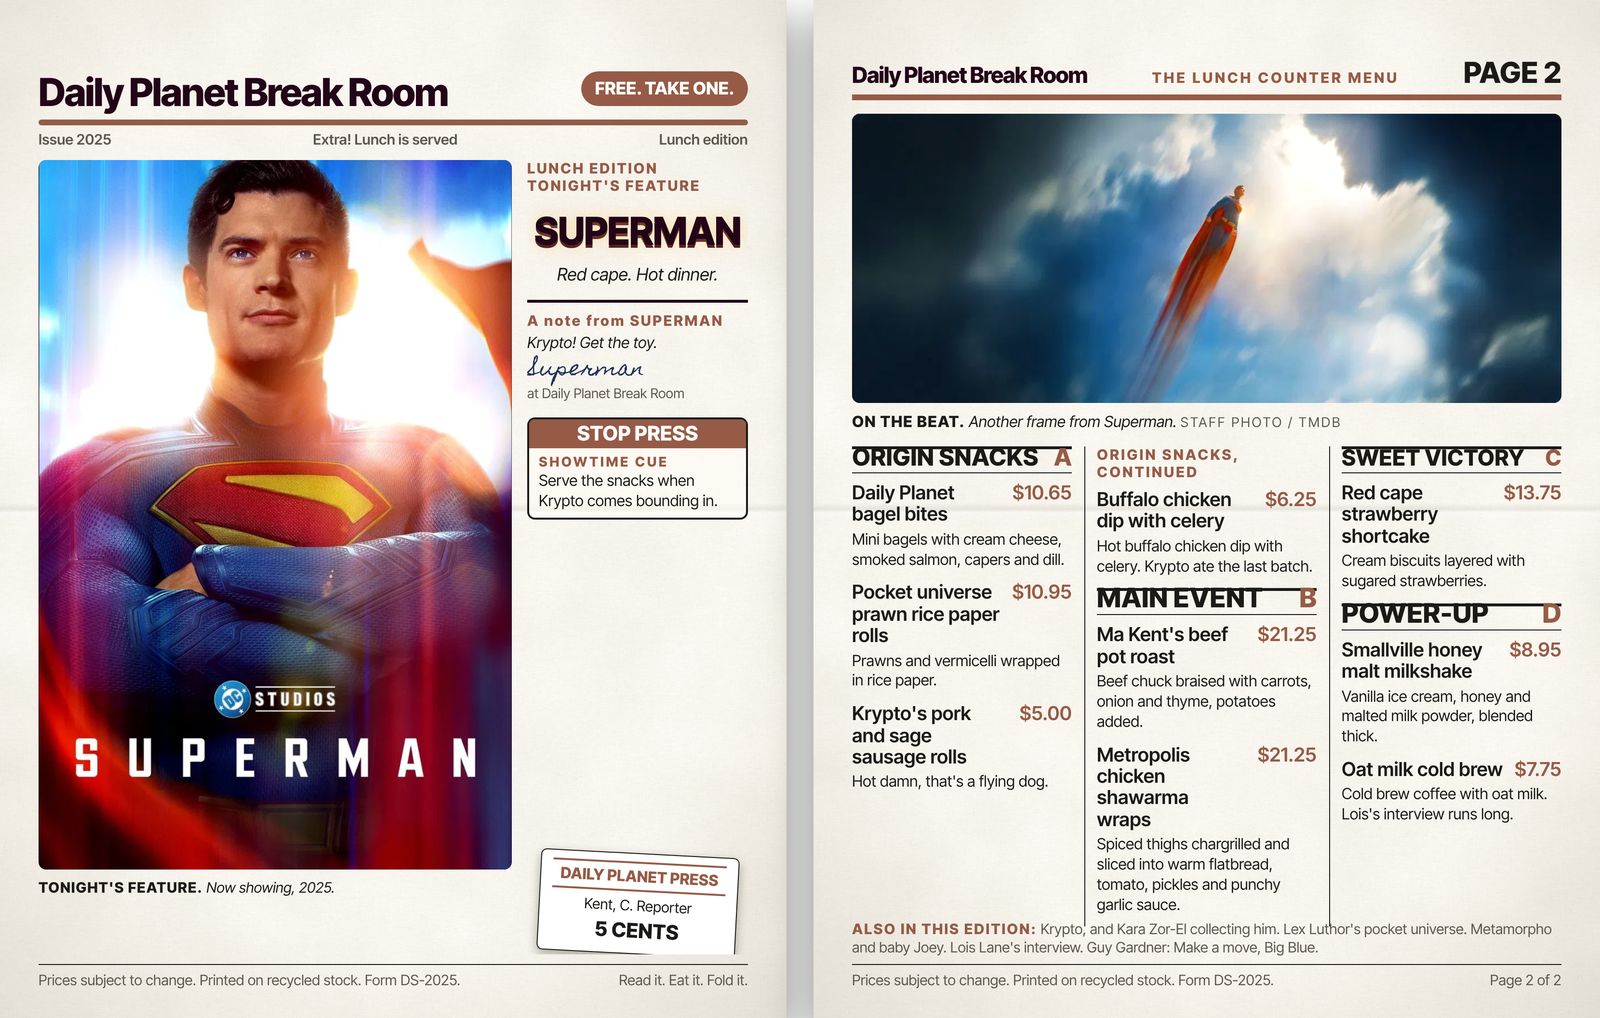 Daily Planet Break Room
FREE. TAKE ONE.
Issue 2025
Extra! Lunch is served
Lunch edition
DC STUDIOS
SUPERMAN
TONIGHT'S FEATURE. Now showing, 2025.
LUNCH EDITION
TONIGHT'S FEATURE
SUPERMAN
Red cape. Hot dinner.
A note from SUPERMAN
Krypto! Get the toy.
Superman
at Daily Planet Break Room
STOP PRESS
SHOWTIME CUE
Serve the snacks when
Krypto comes bounding in.
DAILY PLANET PRESS
Kent, C. Reporter
5 CENTS
Prices subject to change. Printed on recycled stock. Form DS-2025.
Read it. Eat it. Fold it.
Daily Planet Break Room
THE LUNCH COUNTER MENU
PAGE 2
ON THE BEAT. Another frame from Superman. STAFF PHOTO / TMDB
ORIGIN SNACKS A
Daily Planet $10.65
bagel bites
Mini bagels with cream cheese,
smoked salmon, capers and dill.
Pocket universe $10.95
prawn rice paper
rolls
Prawns and vermicelli wrapped
in rice paper.
Krypto's pork $5.00
and sage
sausage rolls
Hot damn, that's a flying dog.
ORIGIN SNACKS,
CONTINUED
Buffalo chicken $6.25
dip with celery
Hot buffalo chicken dip with
celery. Krypto ate the last batch.
MAIN EVENT B
Ma Kent's beef $21.25
pot roast
Beef chuck braised with carrots,
onion and thyme, potatoes
added.
Metropolis $21.25
chicken
shawarma
wraps
Spiced thighs chargrilled and
sliced into warm flatbread,
tomato, pickles and punchy
garlic sauce.
SWEET VICTORY C
Red cape $13.75
strawberry
shortcake
Cream biscuits layered with
sugared strawberries.
POWER-UP D
Smallville honey $8.95
malt milkshake
Vanilla ice cream, honey and
malted milk powder, blended
thick.
Oat milk cold brew $7.75
Cold brew coffee with oat milk.
Lois's interview runs long.
ALSO IN THIS EDITION: Krypto, and Kara Zor-El collecting him. Lex Luthor's pocket universe. Metamorpho
and baby Joey. Lois Lane's interview. Guy Gardner: Make a move, Big Blue.
Prices subject to change. Printed on recycled stock. Form DS-2025.
Page 2 of 2